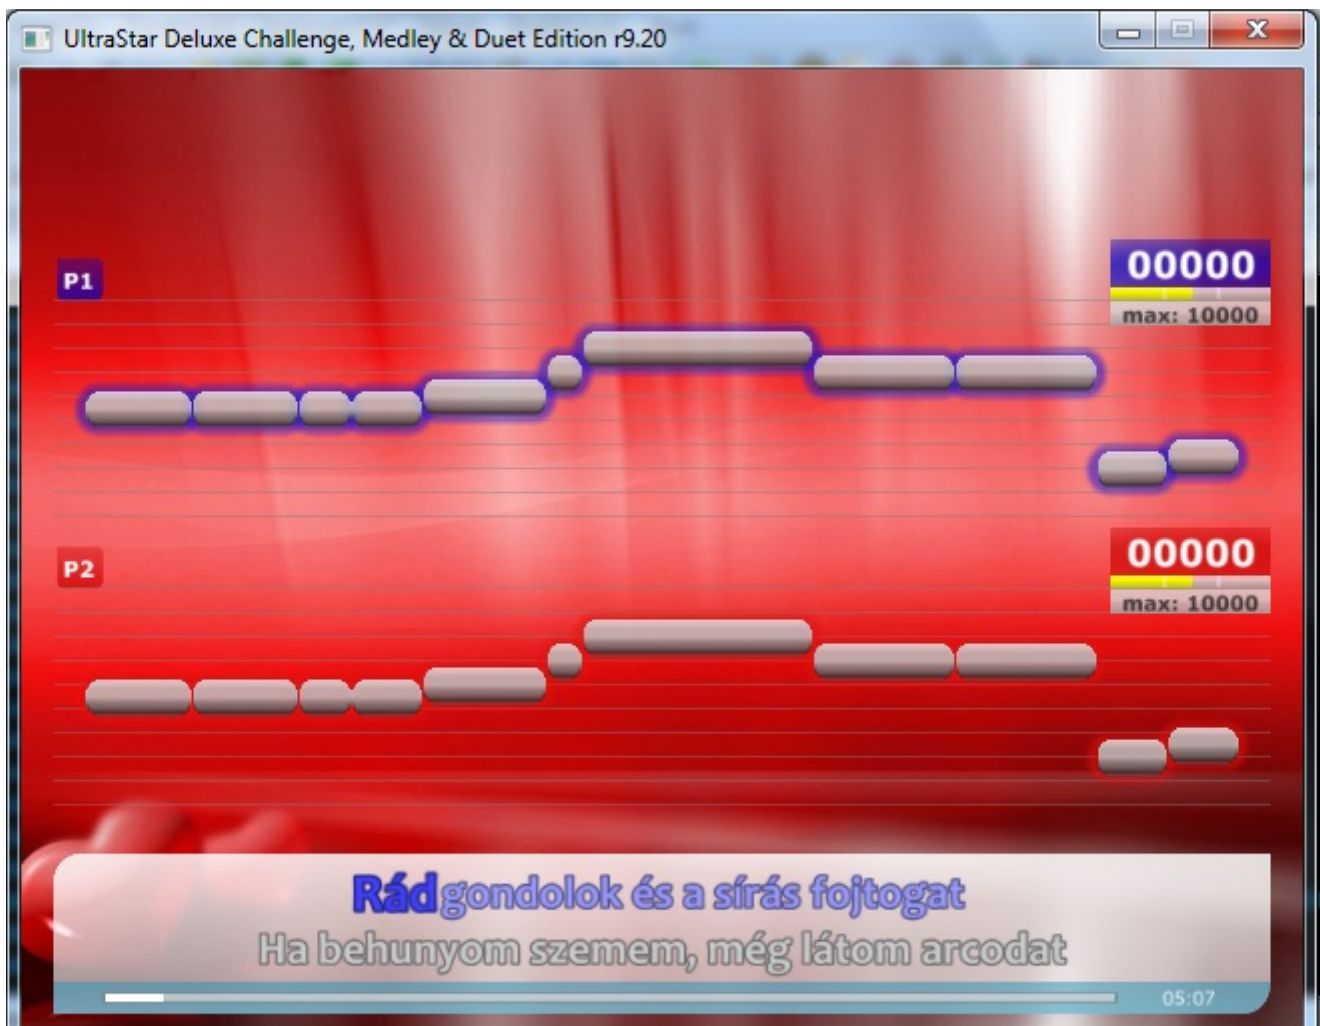 UltraStar Deluxe Challenge, Medley & Duet Edition r9.20
P1
00000
max: 10000
P2
00000
max: 10000
Rád gondolok és a sírás fojtogat
Ha behunyom szemem, még látom arcodat
05:07